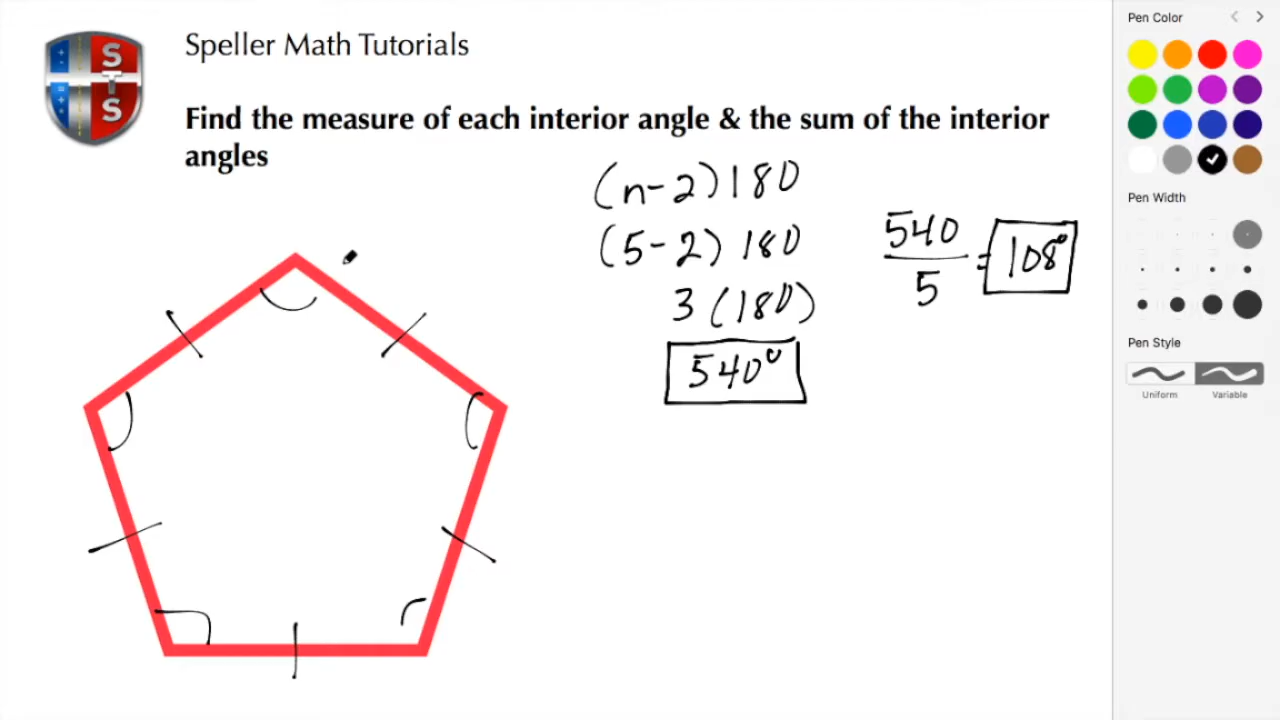 Speller Math Tutorials
Find the measure of each interior angle & the sum of the interior
angles
STS
(n-2)180
(5-2) 180
3 (180)
540°
540
5
= 108°
Pen Color
Pen Width
Pen Style
Uniform
Variable